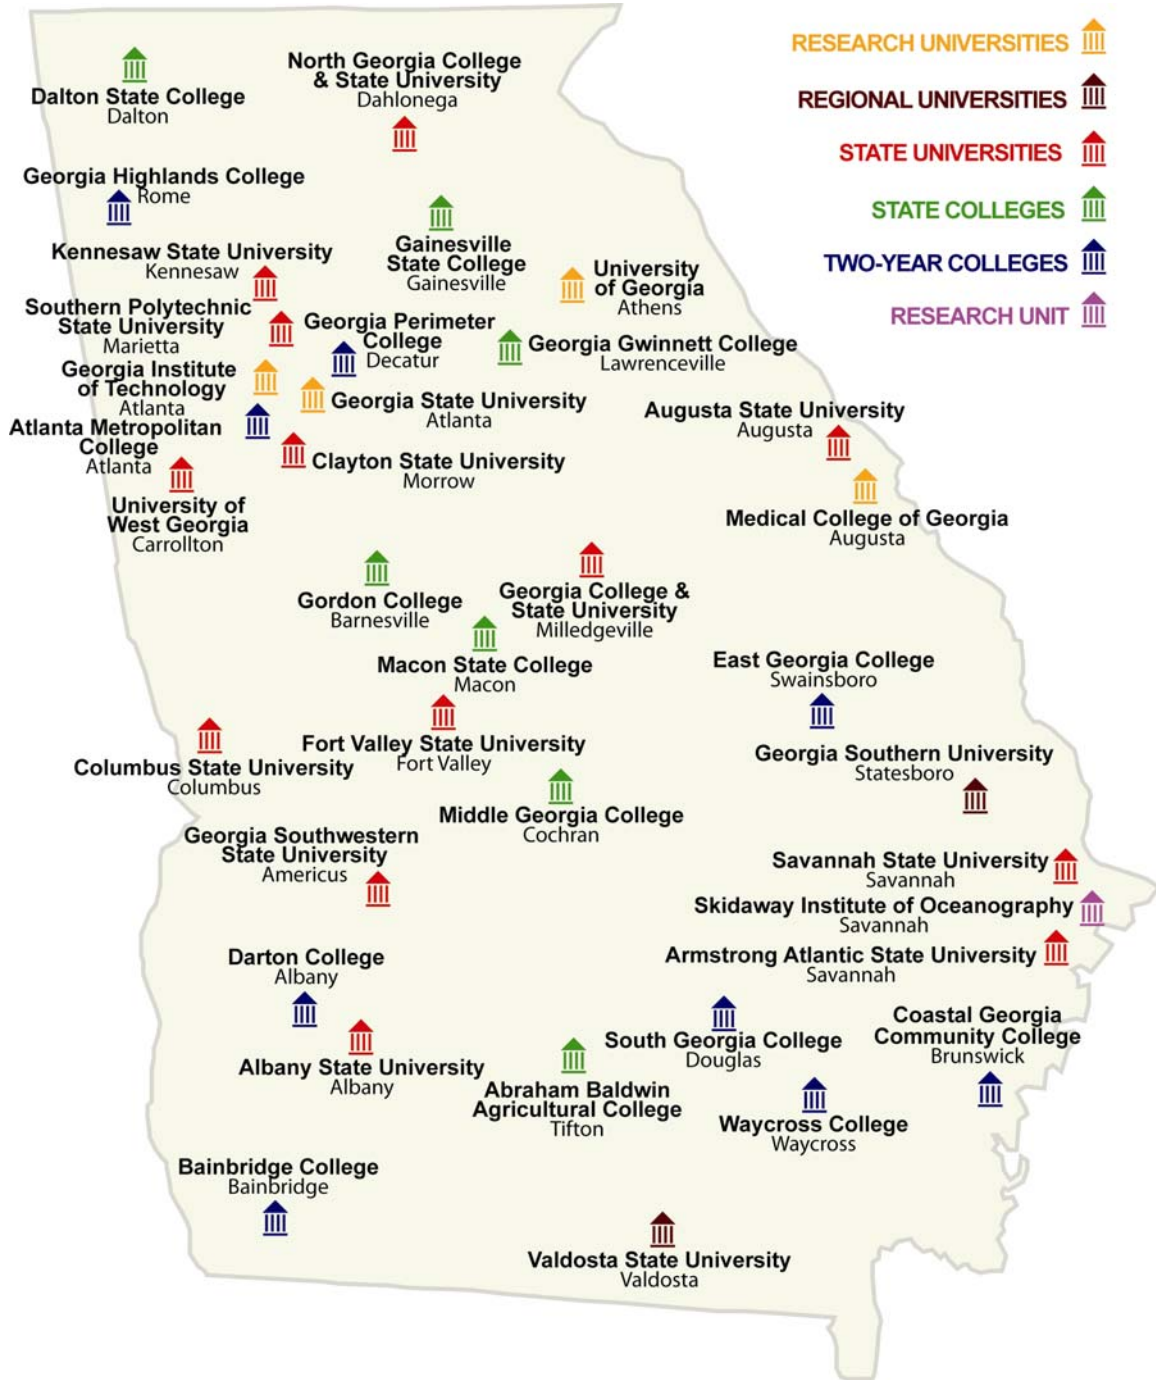 RESEARCH UNIVERSITIES
REGIONAL UNIVERSITIES
STATE UNIVERSITIES
STATE COLLEGES
TWO-YEAR COLLEGES
RESEARCH UNIT
Dalton State College
Dalton
North Georgia College
& State University
Dahlonega
Georgia Highlands College
Rome
Gainesville
State College
Gainesville
Kennesaw State University
Kennesaw
University
of Georgia
Athens
Southern Polytechnic
State University
Marietta
Georgia Perimeter
College
Decatur
Georgia Gwinnett College
Lawrenceville
Georgia Institute
of Technology
Atlanta
Georgia State University
Atlanta
Atlanta Metropolitan
College
Atlanta
Augusta State University
Augusta
Clayton State University
Morrow
University of
West Georgia
Carrollton
Medical College of Georgia
Augusta
Gordon College
Barnesville
Georgia College &
State University
Milledgeville
Macon State College
Macon
East Georgia College
Swainsboro
Fort Valley State University
Fort Valley
Georgia Southern University
Statesboro
Columbus State University
Columbus
Middle Georgia College
Cochran
Georgia Southwestern
State University
Americus
Savannah State University
Savannah
Skidaway Institute of Oceanography
Savannah
Armstrong Atlantic State University
Savannah
Darton College
Albany
Coastal Georgia
Community College
Brunswick
South Georgia College
Douglas
Albany State University
Albany
Abraham Baldwin
Agricultural College
Tifton
Waycross College
Waycross
Bainbridge College
Bainbridge
Valdosta State University
Valdosta